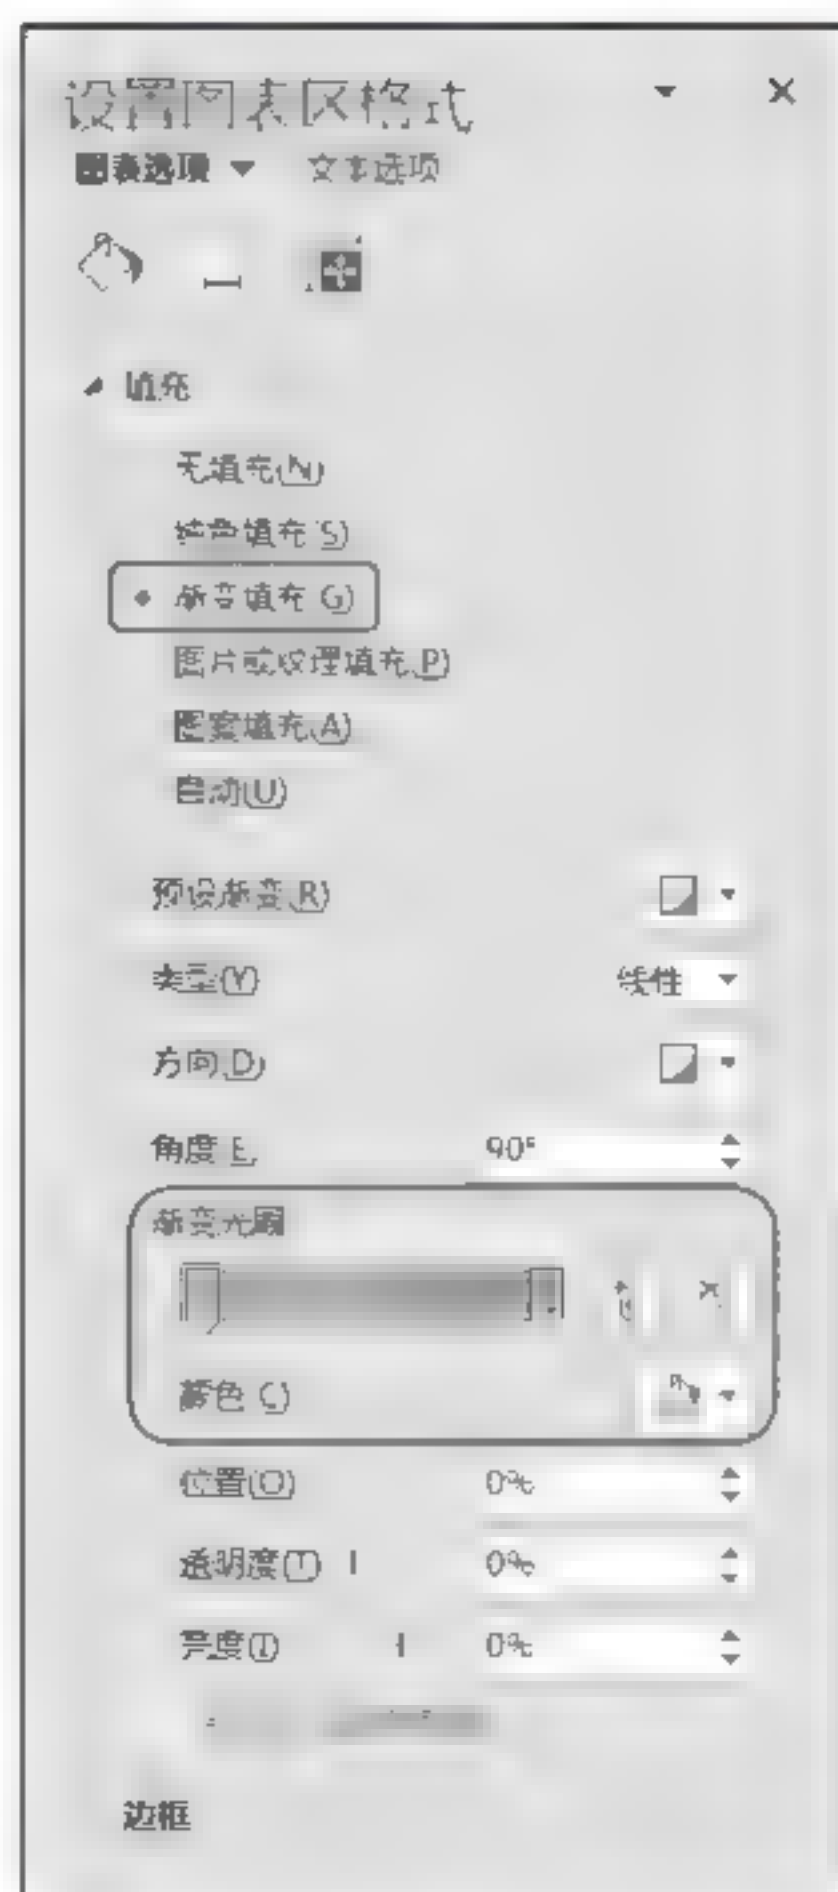 设置图表区格式
图表选项 文本选项
填充
无填充(N)
纯色填充(S)
渐变填充(G)
图片或纹理填充(P)
图案填充(A)
自动(U)
预设渐变(R)
类型(Y) 线性
方向(D)
角度(E) 90°
渐变光圈
颜色(C)
位置(O) 0%
透明度(T) 0%
亮度(I) 0%
边框